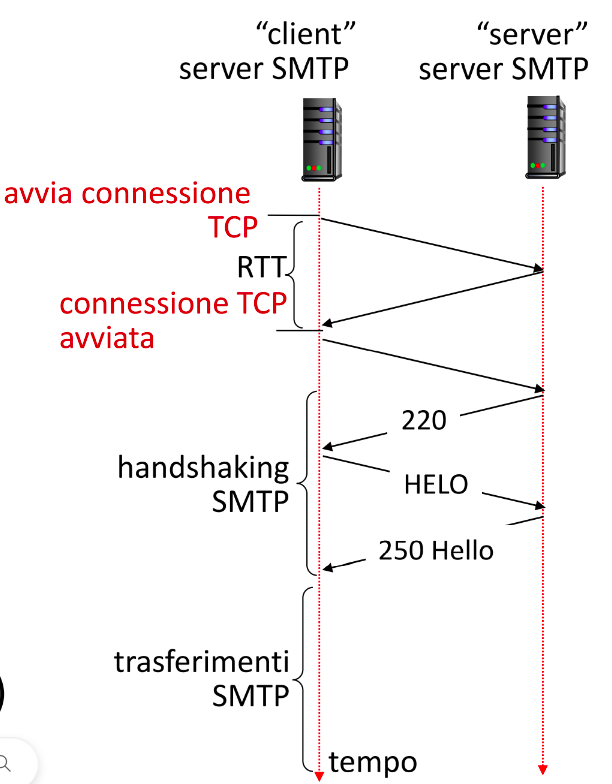 “client”
server SMTP
“server”
server SMTP
avvia connessione
TCP
RTT
connessione TCP
avviata
220
handshaking
SMTP
HELO
250 Hello
trasferimenti
SMTP
tempo